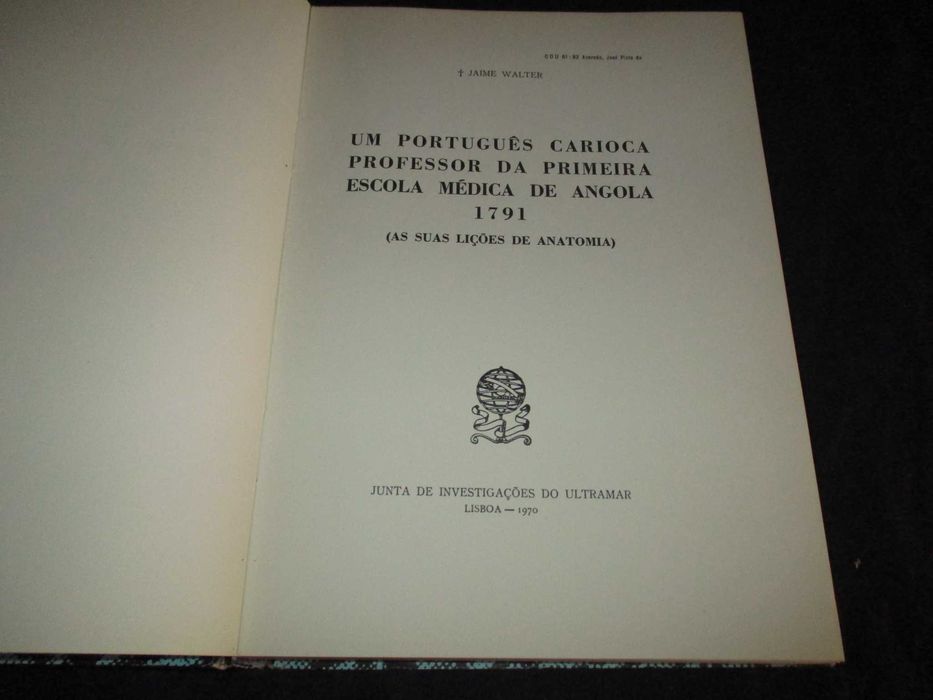 CDU 61:92 Azeredo, José Pinto de
† JAIME WALTER
UM PORTUGUÊS CARIOCA
PROFESSOR DA PRIMEIRA
ESCOLA MÉDICA DE ANGOLA
1791
(AS SUAS LIÇÕES DE ANATOMIA)
JUNTA DE INVESTIGAÇÕES DO ULTRAMAR
LISBOA — 1970